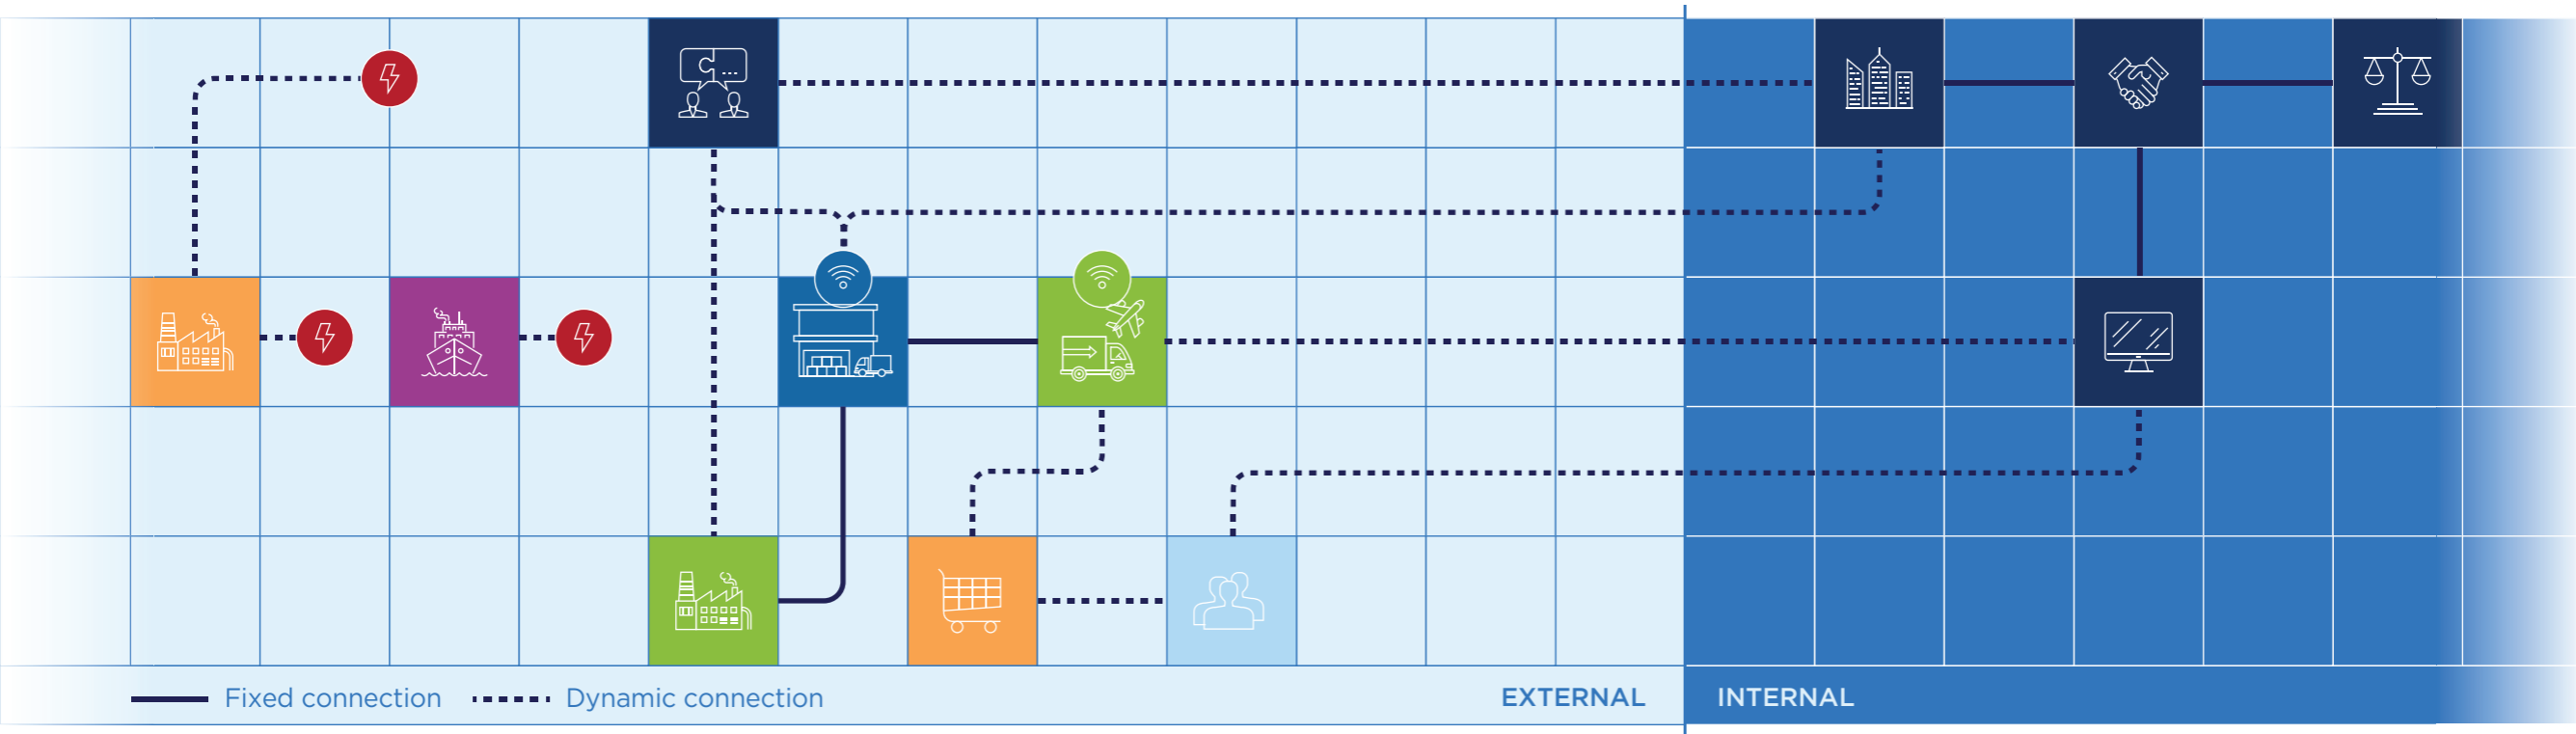 Fixed connection
Dynamic connection
EXTERNAL
INTERNAL